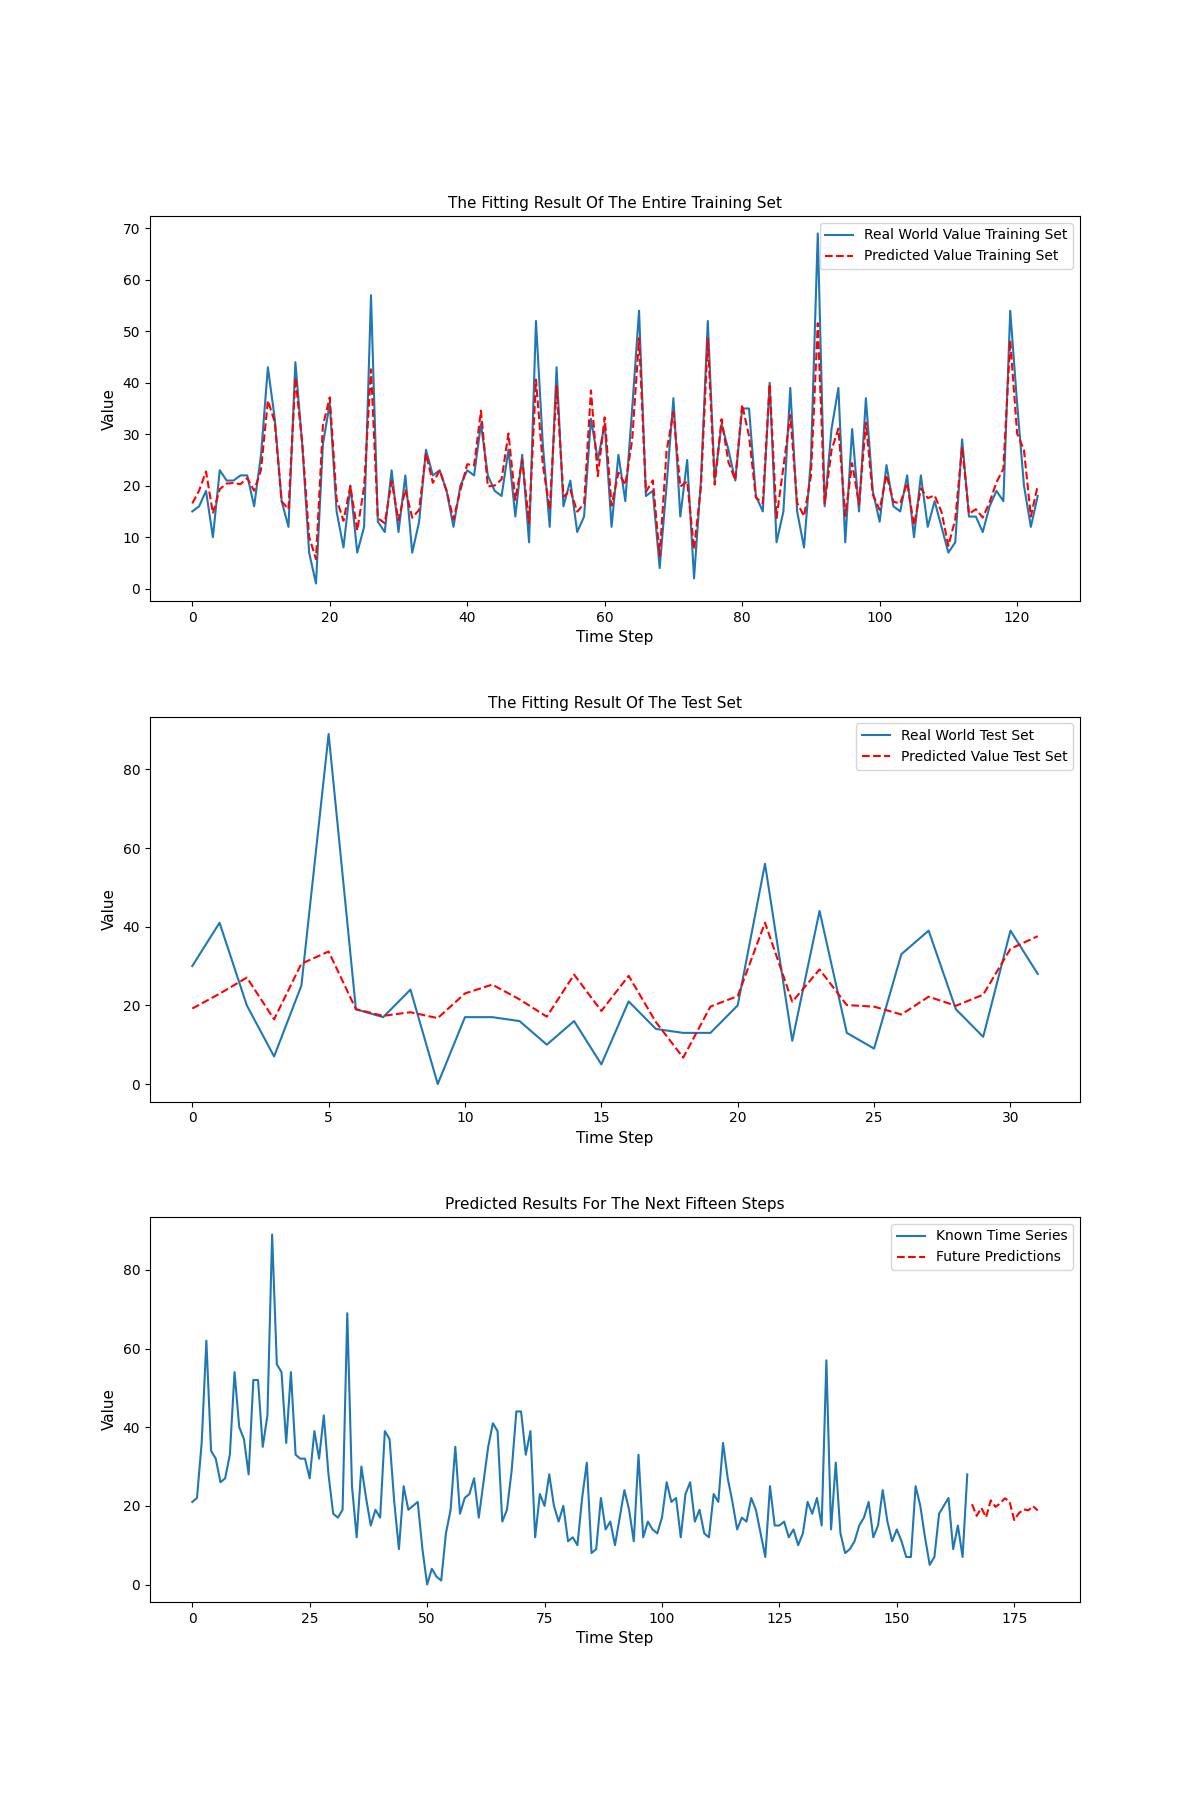 The Fitting Result Of The Entire Training Set
70
60
50
40
30
20
10
0
Value
Real World Value Training Set
Predicted Value Training Set
0 20 40 60 80 100 120
Time Step
The Fitting Result Of The Test Set
80
60
40
20
0
Value
Real World Test Set
Predicted Value Test Set
0 5 10 15 20 25 30
Time Step
Predicted Results For The Next Fifteen Steps
80
60
40
20
0
Value
Known Time Series
Future Predictions
0 25 50 75 100 125 150 175
Time Step